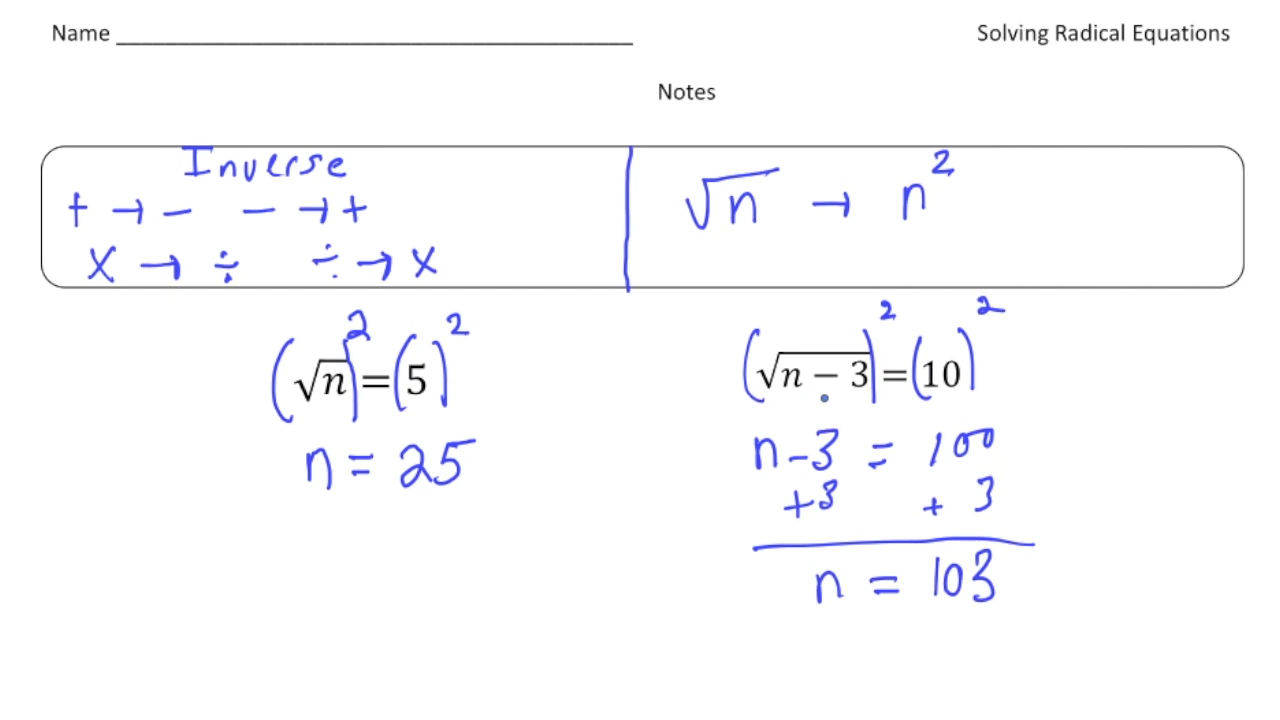 Name ____________________ Solving Radical Equations
Notes
Inverse
+ → − − → +
x → ÷ ÷ → x
√n → n²
(√n)² = (5)²
n = 25
(√n − 3)² = (10)²
n − 3 = 100
+3 + 3
n = 103